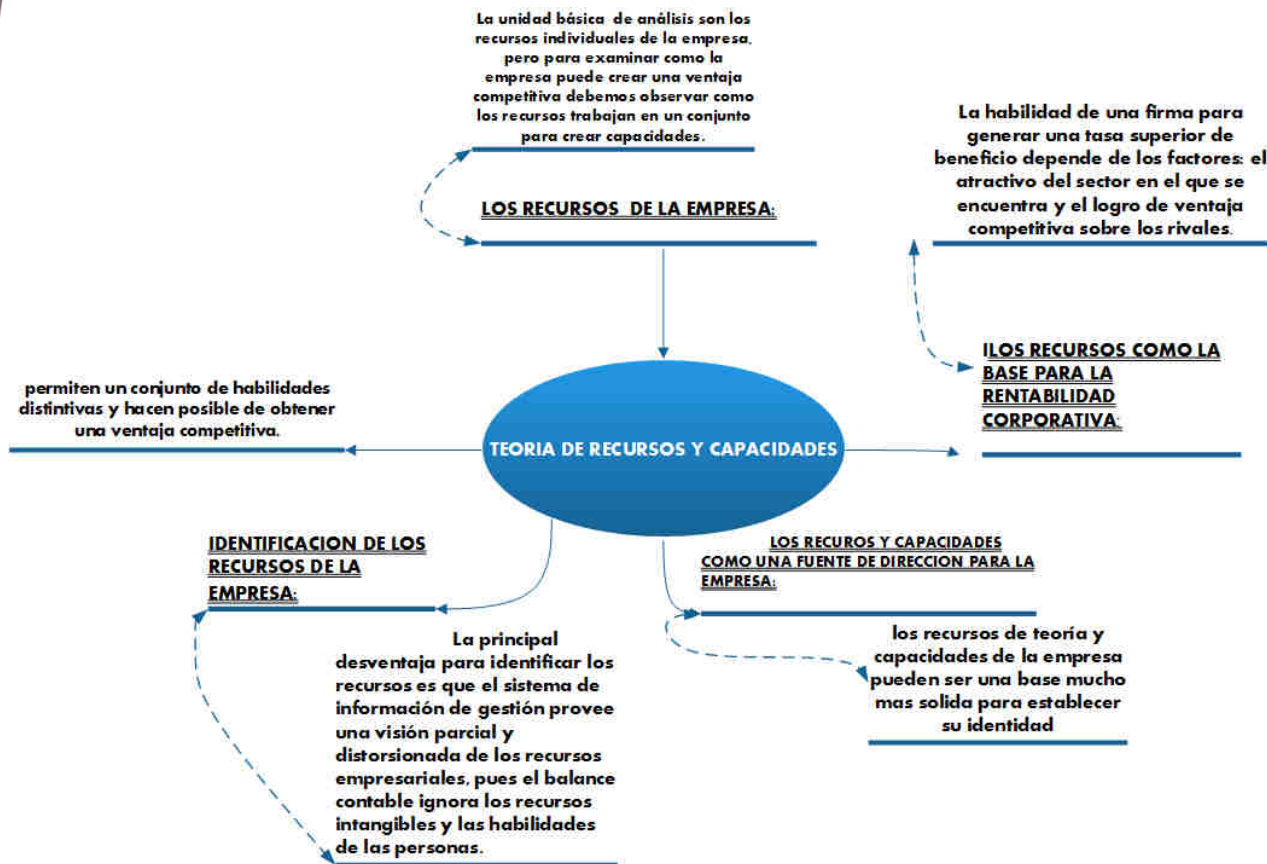 La unidad básica de análisis son los
recursos individuales de la empresa,
pero para examinar como la
empresa puede crear una ventaja
competitiva debemos observar como
los recursos trabajan en un conjunto
para crear capacidades.
LOS RECURSOS DE LA EMPRESA:
La habilidad de una firma para
generar una tasa superior de
beneficio depende de los factores: el
atractivo del sector en el que se
encuentra y el logro de ventaja
competitiva sobre los rivales.
ILOS RECURSOS COMO LA
BASE PARA LA
RENTABILIDAD
CORPORATIVA:
permiten un conjunto de habilidades
distintivas y hacen posible de obtener
una ventaja competitiva.
TEORIA DE RECURSOS Y CAPACIDADES
IDENTIFICACION DE LOS
RECURSOS DE LA
EMPRESA:
La principal
desventaja para identificar los
recursos es que el sistema de
información de gestión provee
una visión parcial y
distorsionada de los recursos
empresariales, pues el balance
contable ignora los recursos
intangibles y las habilidades
de las personas.
LOS RECUROS Y CAPACIDADES
COMO UNA FUENTE DE DIRECCION PARA LA
EMPRESA:
los recursos de teoría y
capacidades de la empresa
pueden ser una base mucho
mas solida para establecer
su identidad